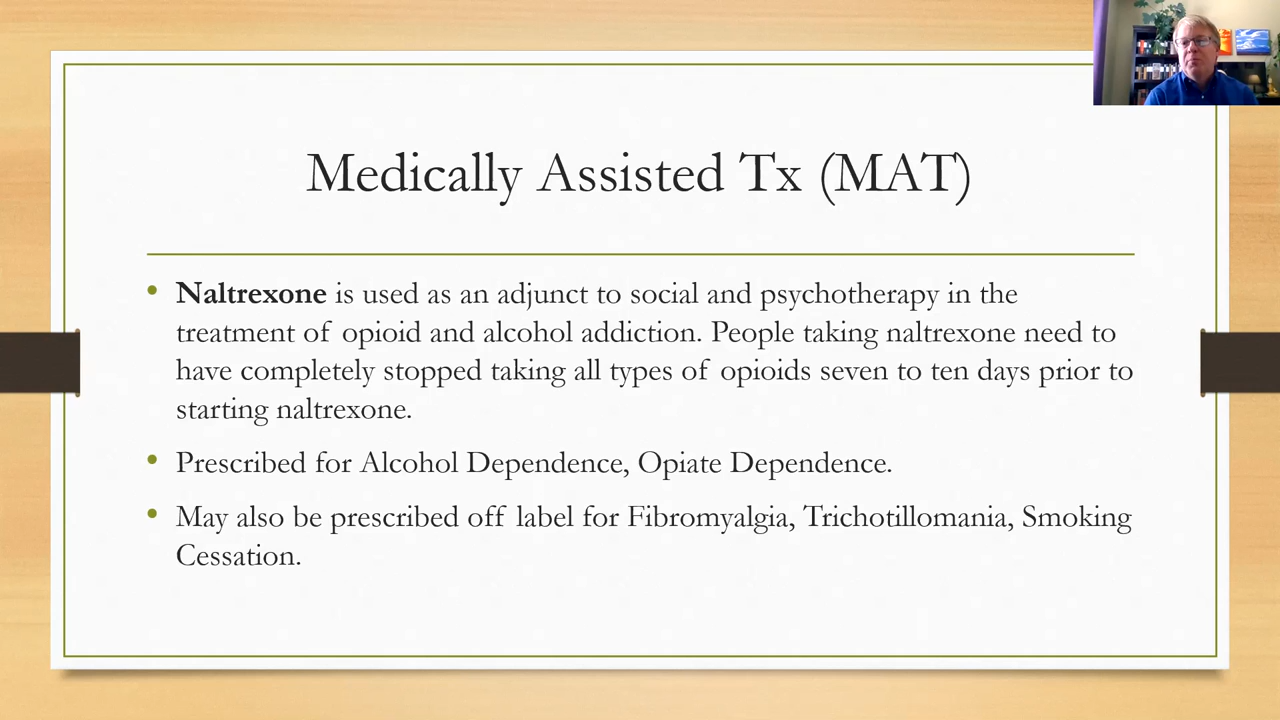 Medically Assisted Tx (MAT)
• Naltrexone is used as an adjunct to social and psychotherapy in the
treatment of opioid and alcohol addiction. People taking naltrexone need to
have completely stopped taking all types of opioids seven to ten days prior to
starting naltrexone.
• Prescribed for Alcohol Dependence, Opiate Dependence.
• May also be prescribed off label for Fibromyalgia, Trichotillomania, Smoking
Cessation.